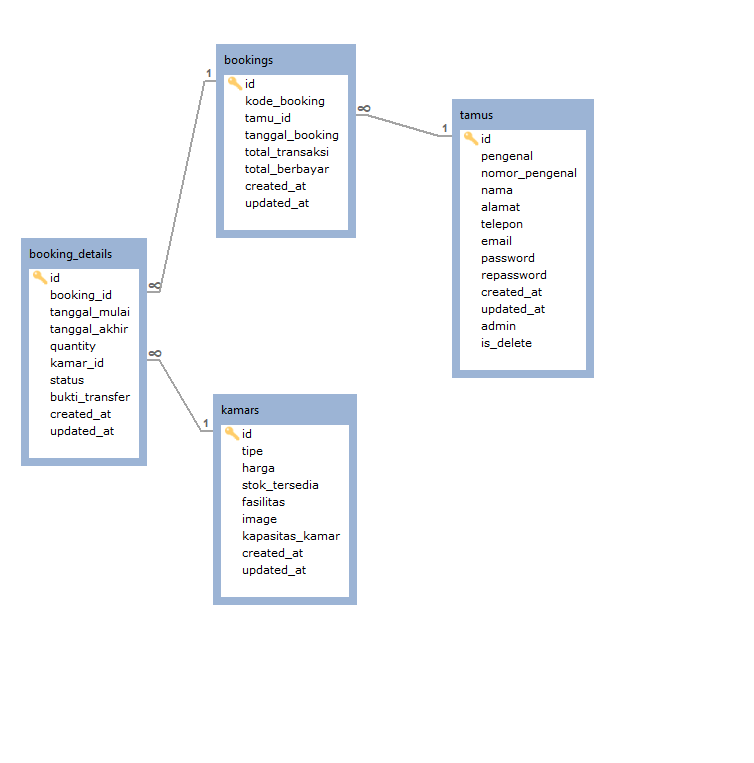 bookings
id
kode_booking
tamu_id
tanggal_booking
total_transaksi
total_berbayar
created_at
updated_at
1
∞
1
tamus
id
pengenal
nomor_pengenal
nama
alamat
telepon
email
password
repassword
created_at
updated_at
admin
is_delete
booking_details
id
booking_id
tanggal_mulai
tanggal_akhir
quantity
kamar_id
status
bukti_transfer
created_at
updated_at
∞
∞
1
kamars
id
tipe
harga
stok_tersedia
fasilitas
image
kapasitas_kamar
created_at
updated_at